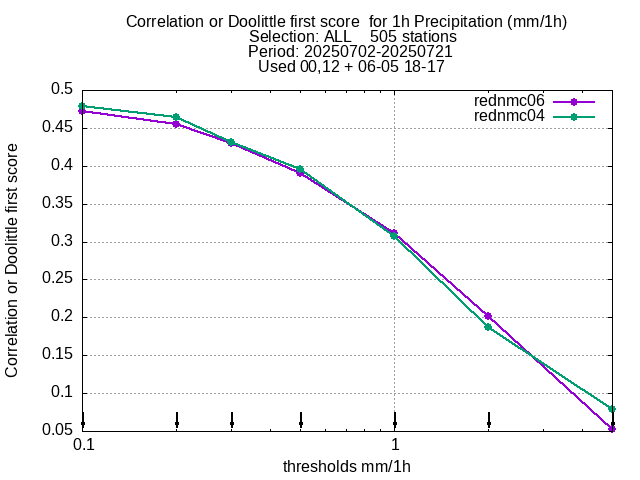 Correlation or Doolittle first score  for 1h Precipitation (mm/1h)
Selection: ALL    505 stations
Period: 20250702-20250721
Used 00,12 + 06-05 18-17
rednmc06
rednmc04
Correlation or Doolittle first score
0.5
0.45
0.4
0.35
0.3
0.25
0.2
0.15
0.1
0.05
0.1 1
thresholds mm/1h